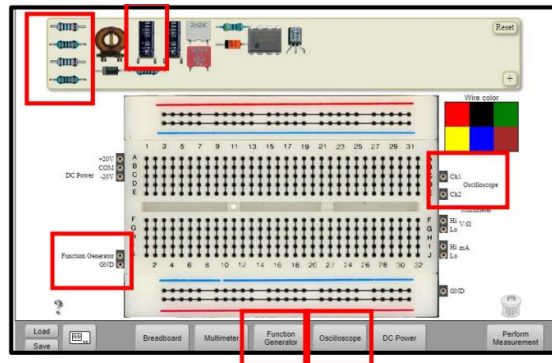 Reset
+
Wire color
1 3 5 7 9 11 13 15 17 19 21 23 25 27 29 31
+20V
COM
DC Power
-20V
A
B
C
D
E
Ch1
Oscilloscope
Ch2
F
G
H
I
J
F
G
H
I
J
Hi
V/Ω
Lo
Hi
mA
Lo
Function Generator
GND
2 4 6 8 10 12 14 16 18 20 22 24 26 28 30 32
GND
?
Load
Save
Breadboard
Multimeter
Function
Generator
Oscilloscope
DC Power
Perform
Measurement